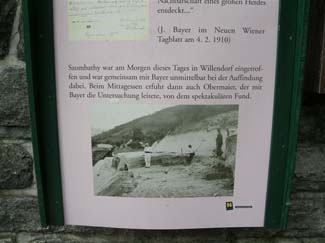 Nachbarschaft eines großen Herdes
entdeckt..."
(J. Bayer im Neuen Wiener
Tagblatt am 4. 2. 1910)
Szombathy war am Morgen dieses Tages in Willendorf eingetrof-
fen und war gemeinsam mit Bayer unmittelbar bei der Auffindung
dabei. Beim Mittagessen erfuhr dann auch Obermaier, der mit
Bayer die Untersuchung leitete, von dem spektakulären Fund.